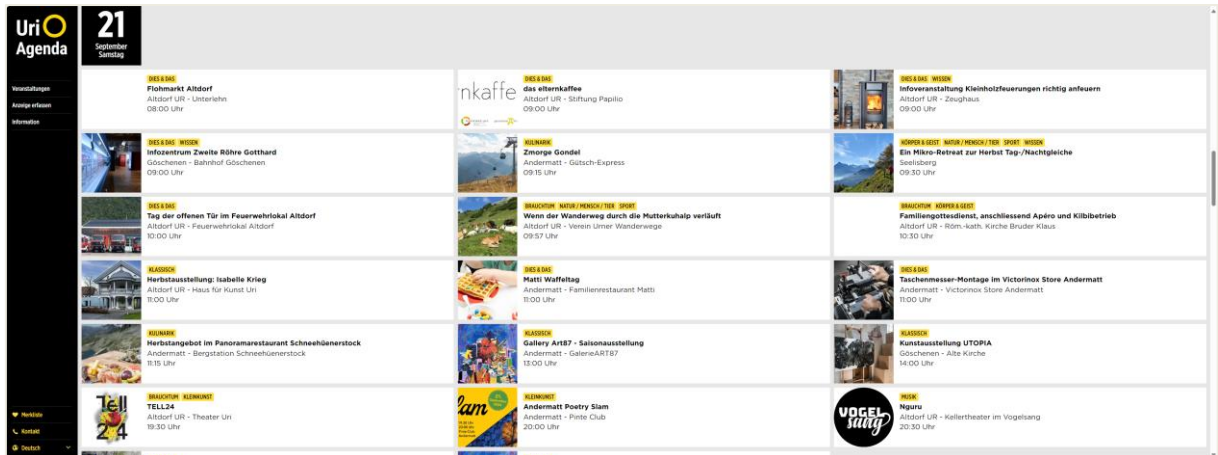 Uri
Agenda
Veranstaltungen
Anzeige erfassen
Information
Merkliste
Kontakt
Deutsch
21
September
Samstag
DIES & DAS
Flohmarkt Altdorf
Altdorf UR - Unterlehn
08:00 Uhr
nkaffe
DIES & DAS
das elternkaffee
Altdorf UR - Stiftung Papilio
09:00 Uhr
DIES & DAS WISSEN
Infoveranstaltung Kleinholzfeuerungen richtig anfeuern
Altdorf UR - Zeughaus
09:00 Uhr
DIES & DAS WISSEN
Infozentrum Zweite Röhre Gotthard
Göschenen - Bahnhof Göschenen
09:00 Uhr
KULINARIK
Zmorge Gondel
Andermatt - Gütsch-Express
09:15 Uhr
KÖRPER & GEIST NATUR / MENSCH / TIER SPORT WISSEN
Ein Mikro-Retreat zur Herbst Tag-/Nachtgleiche
Seelisberg
09:30 Uhr
DIES & DAS
Tag der offenen Tür im Feuerwehrlokal Altdorf
Altdorf UR - Feuerwehrlokal Altdorf
10:00 Uhr
BRAUCHTUM NATUR / MENSCH / TIER SPORT
Wenn der Wanderweg durch die Mutterkuhalp verläuft
Altdorf UR - Verein Urner Wanderwege
09:57 Uhr
BRAUCHTUM KÖRPER & GEIST
Familiengottesdienst, anschliessend Apéro und Kilbibetrieb
Altdorf UR - Röm.-kath. Kirche Bruder Klaus
10:30 Uhr
KLASSISCH
Herbstausstellung: Isabelle Krieg
Altdorf UR - Haus für Kunst Uri
11:00 Uhr
DIES & DAS
Matti Waffeltag
Andermatt - Familienrestaurant Matti
11:00 Uhr
DIES & DAS
Taschenmesser-Montage im Victorinox Store Andermatt
Andermatt - Victorinox Store Andermatt
11:00 Uhr
KULINARIK
Herbstangebot im Panoramarestaurant Schneehüenerstock
Andermatt - Bergstation Schneehüenerstock
11:15 Uhr
KLASSISCH
Gallery Art87 - Saisonausstellung
Andermatt - GalerieART87
13:00 Uhr
KLASSISCH
Kunstausstellung UTOPIA
Göschenen - Alte Kirche
14:00 Uhr
Tell
24
BRAUCHTUM KLEINKUNST
TELL24
Altdorf UR - Theater Uri
19:30 Uhr
lam
KLEINKUNST
Andermatt Poetry Slam
Andermatt - Pinte Club
20:00 Uhr
VOGEL
sang
MUSIK
Nguru
Altdorf UR - Kellertheater im Vogelsang
20:30 Uhr